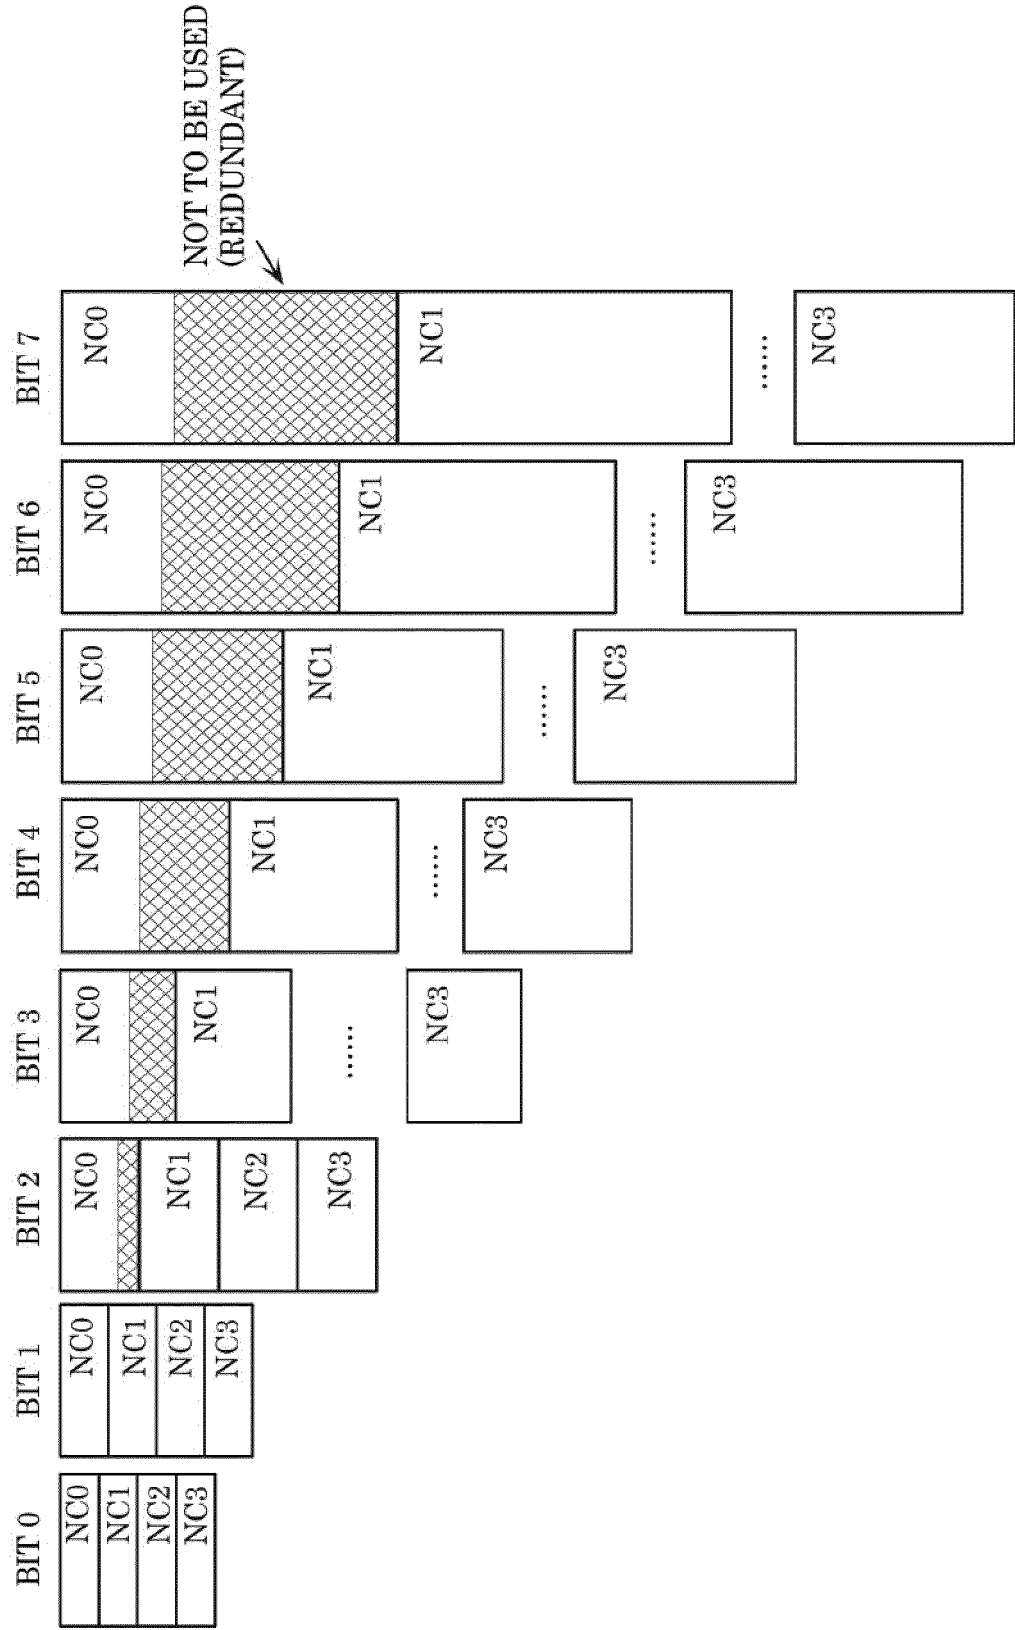 BIT 0
NC0
NC1
NC2
NC3
BIT 1
NC0
NC1
NC2
NC3
BIT 2
NC0
NC1
NC2
NC3
BIT 3
NC0
NC1
......
NC3
BIT 4
NC0
NC1
......
NC3
BIT 5
NC0
NC1
......
NC3
BIT 6
NC0
NC1
......
NC3
BIT 7
NC0
NC1
......
NC3
NOT TO BE USED
(REDUNDANT)